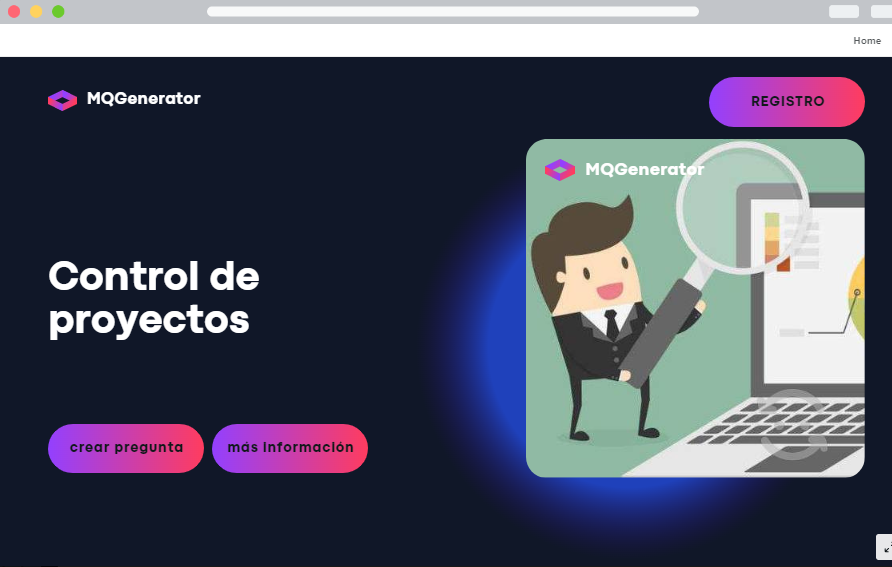 Home
MQGenerator
REGISTRO
MQGenerator
Control de
proyectos
crear pregunta
más información